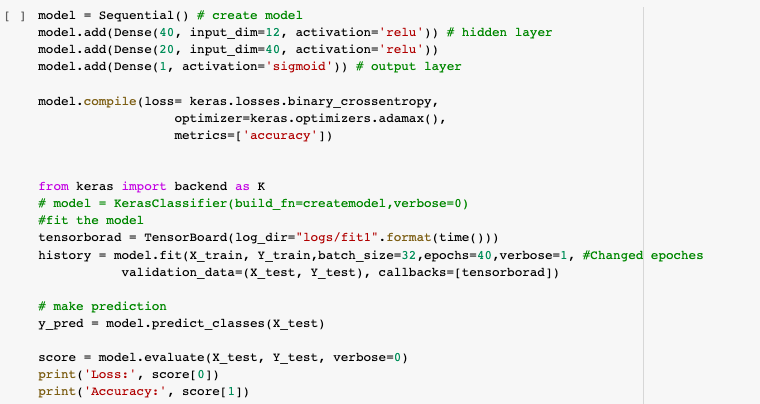 [ ] model = Sequential() # create model
model.add(Dense(40, input_dim=12, activation='relu')) # hidden layer
model.add(Dense(20, input_dim=40, activation='relu'))
model.add(Dense(1, activation='sigmoid')) # output layer
model.compile(loss= keras.losses.binary_crossentropy,
optimizer=keras.optimizers.adamax(),
metrics=['accuracy'])
from keras import backend as K
# model = KerasClassifier(build_fn=createmodel,verbose=0)
#fit the model
tensorborad = TensorBoard(log_dir="logs/fit1".format(time()))
history = model.fit(X_train, Y_train,batch_size=32,epochs=40,verbose=1, #Changed epoches
validation_data=(X_test, Y_test), callbacks=[tensorborad])
# make prediction
y_pred = model.predict_classes(X_test)
score = model.evaluate(X_test, Y_test, verbose=0)
print('Loss:', score[0])
print('Accuracy:', score[1])